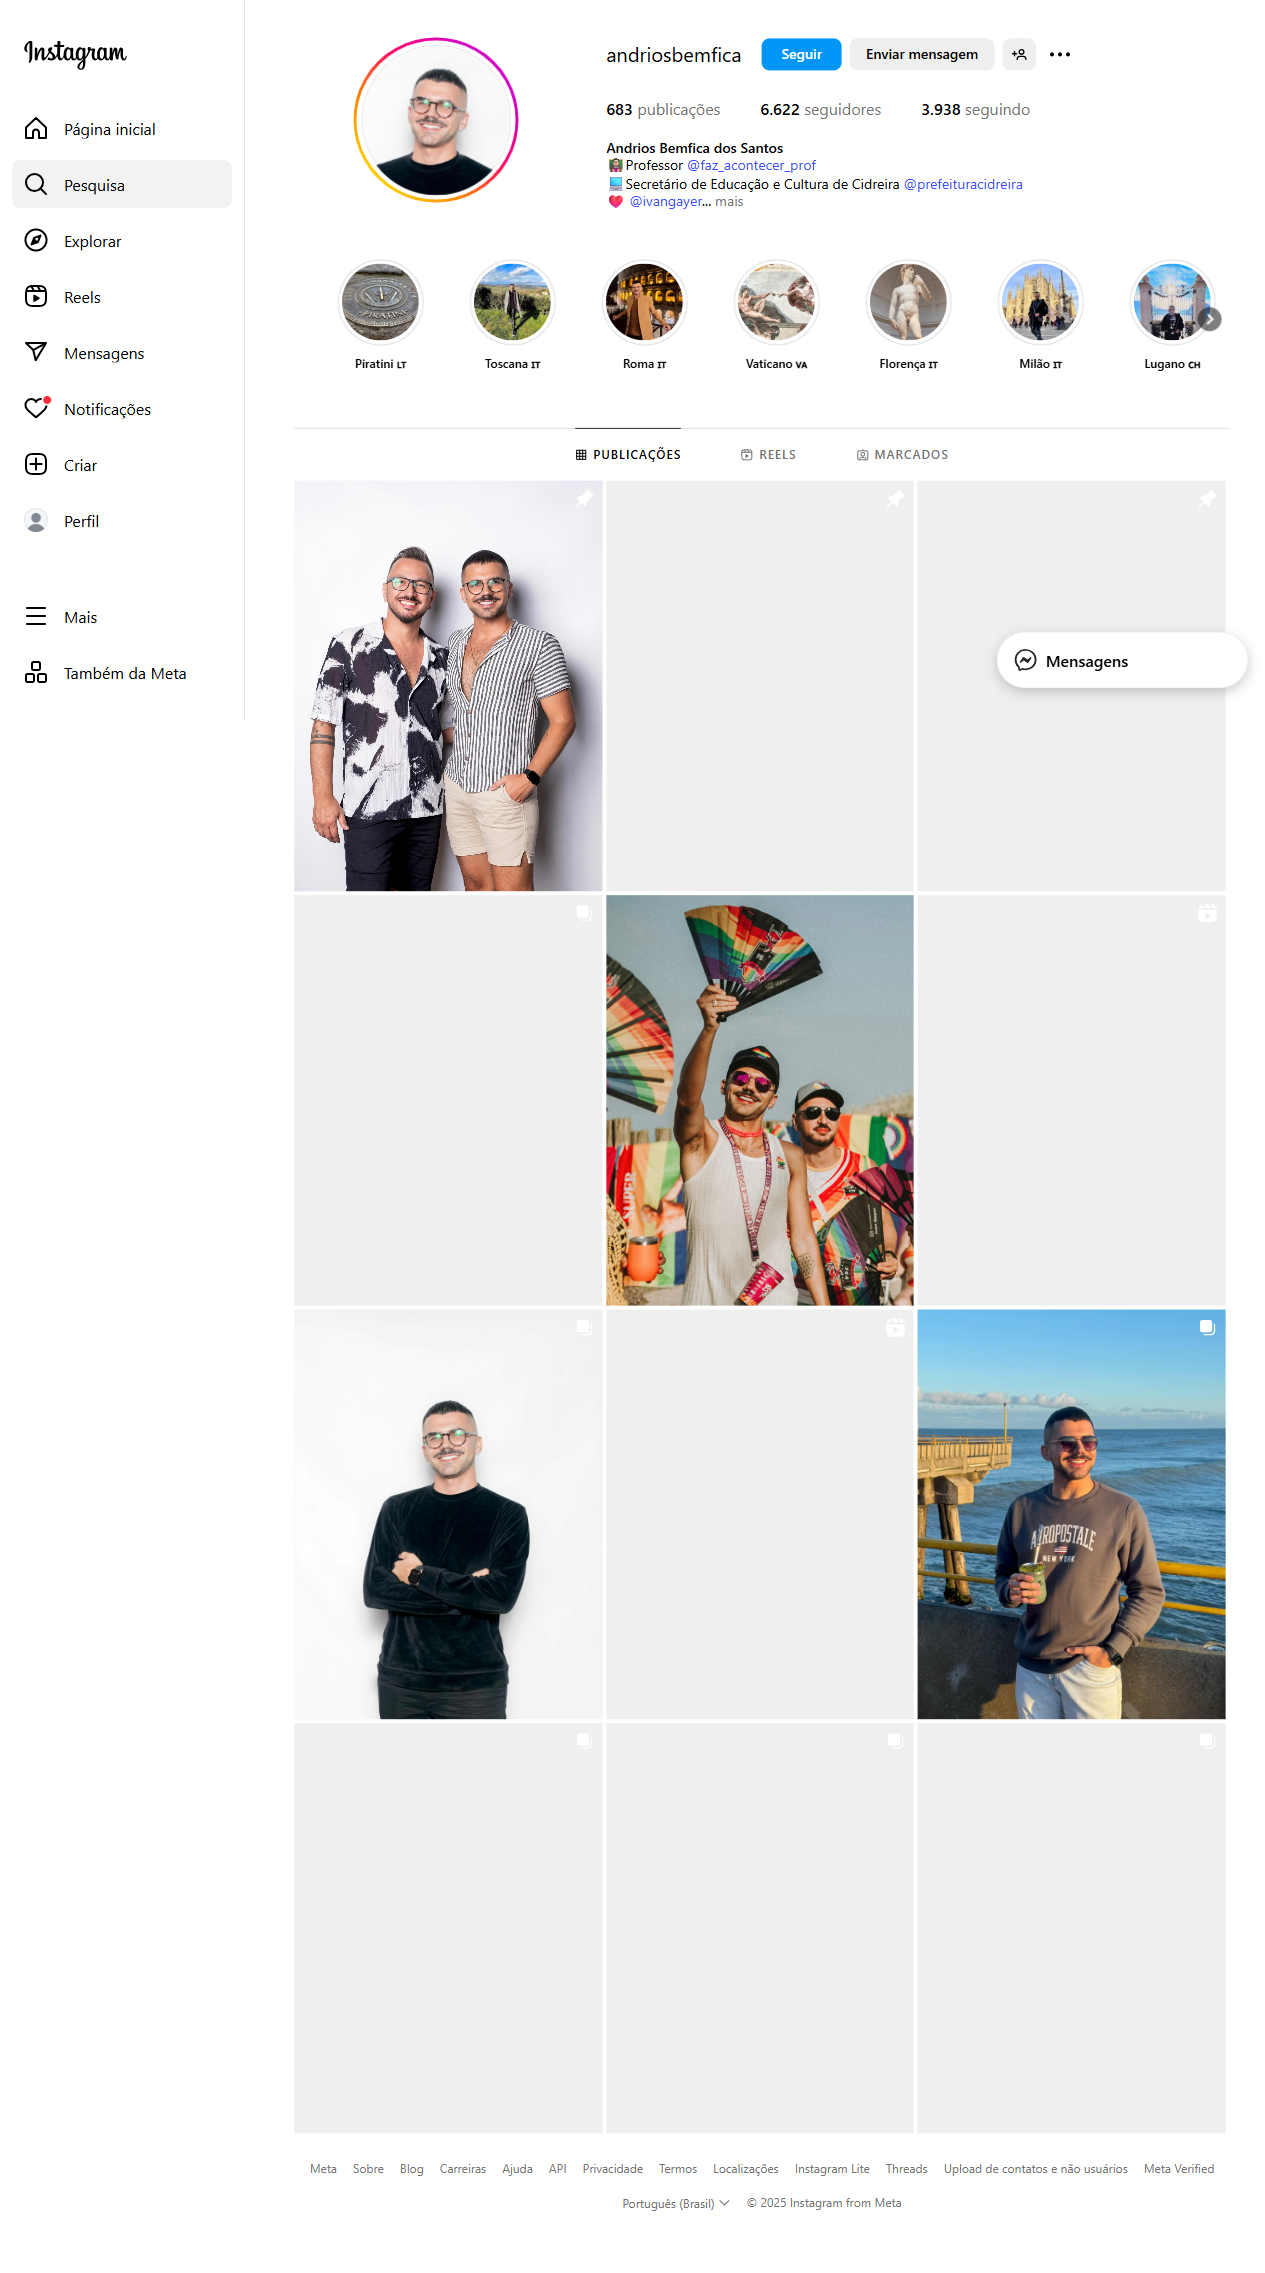 Instagram
Página inicial
Pesquisa
Explorar
Reels
Mensagens
Notificações
Criar
Perfil
Mais
Também da Meta
andriosbemfica
Seguir
Enviar mensagem
683 publicações 6.622 seguidores 3.938 seguindo
Andrios Bemfica dos Santos
👨🏻‍🏫Professor @faz_acontecer_prof
💻Secretário de Educação e Cultura de Cidreira @prefeituracidreira
❤️ @ivangayer... mais
PIRATINI
Piratini LT
Toscana IT
Roma IT
Vaticano VA
Florença IT
Milão IT
Lugano CH
PUBLICAÇÕES
REELS
MARCADOS
Mensagens
AEROPOSTALE
NEW YORK
Meta Sobre Blog Carreiras Ajuda API Privacidade Termos Localizações Instagram Lite Threads Upload de contatos e não usuários Meta Verified
Português (Brasil) © 2025 Instagram from Meta